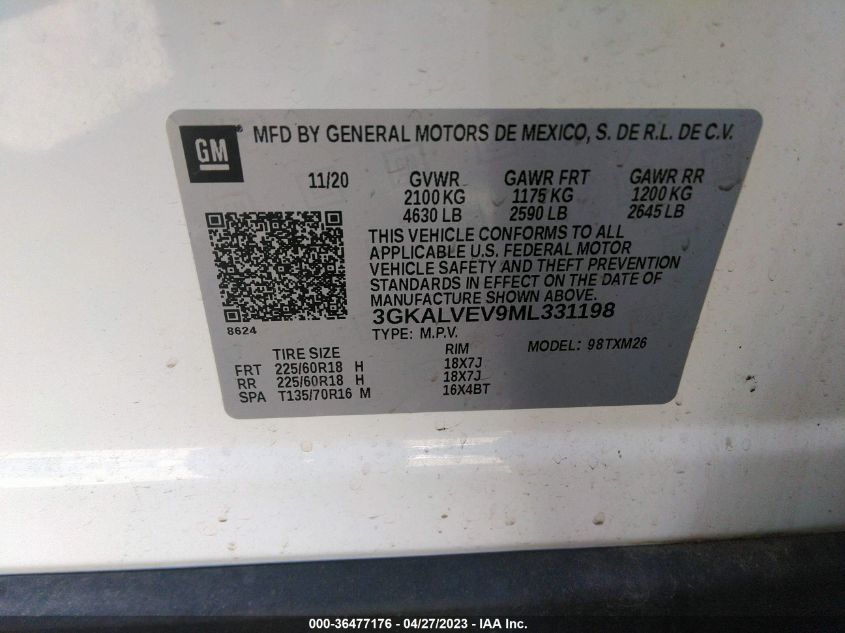 GM
MFD BY GENERAL MOTORS DE MEXICO, S. DE R.L. DE C.V.
11/20 GVWR GAWR FRT GAWR RR
2100 KG 1175 KG 1200 KG
4630 LB 2590 LB 2645 LB
THIS VEHICLE CONFORMS TO ALL
APPLICABLE U.S. FEDERAL MOTOR
VEHICLE SAFETY AND THEFT PREVENTION
STANDARDS IN EFFECT ON THE DATE OF
MANUFACTURE SHOWN ABOVE.
3GKALVEV9ML331198
8624
TYPE: M.P.V.
MODEL: 98TXM26
TIRE SIZE RIM
FRT 225/60R18 H 18X7J
RR 225/60R18 H 18X7J
SPA T135/70R16 M 16X4BT
000-36477176 - 04/27/2023 - IAA Inc.